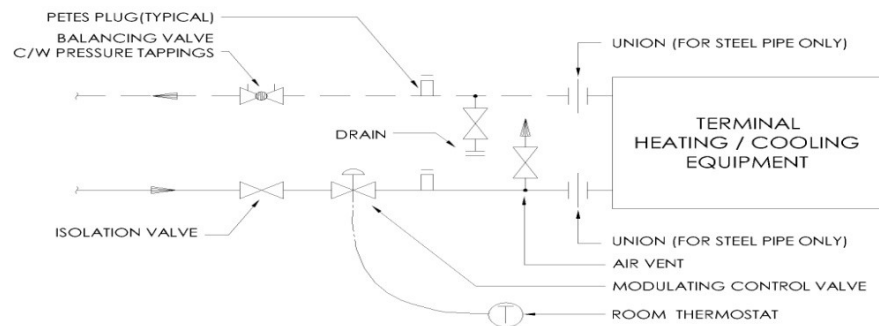 PETES PLUG(TYPICAL)
BALANCING VALVE
C/W PRESSURE TAPPINGS
UNION (FOR STEEL PIPE ONLY)
DRAIN
TERMINAL
HEATING / COOLING
EQUIPMENT
ISOLATION VALVE
UNION (FOR STEEL PIPE ONLY)
AIR VENT
MODULATING CONTROL VALVE
T
ROOM THERMOSTAT